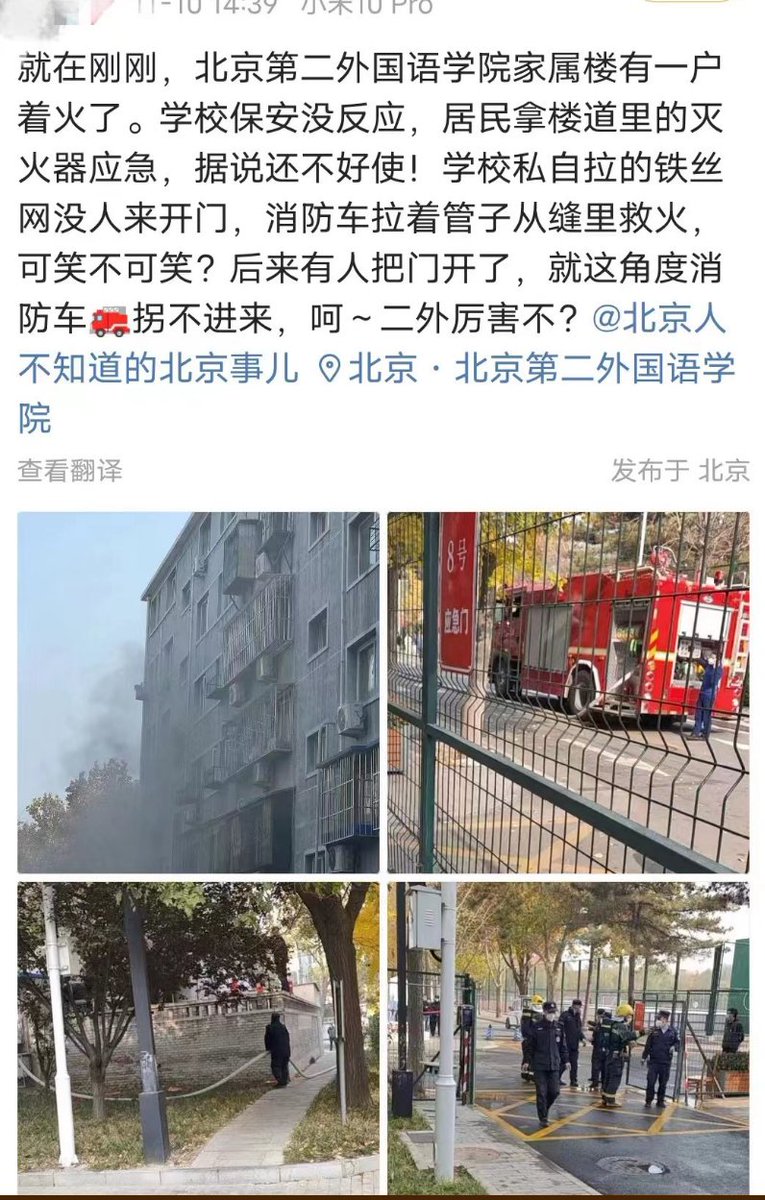 11-10 14:39 小米10 Pro
就在刚刚，北京第二外国语学院家属楼有一户
着火了。学校保安没反应，居民拿楼道里的灭
火器应急，据说还不好使！学校私自拉的铁丝
网没人来开门，消防车拉着管子从缝里救火，
可笑不可笑？后来有人把门开了，就这角度消
防车🚒拐不进来，呵～二外厉害不？@北京人
不知道的北京事儿 北京·北京第二外国语学
院
查看翻译 发布于 北京
8号
应急门